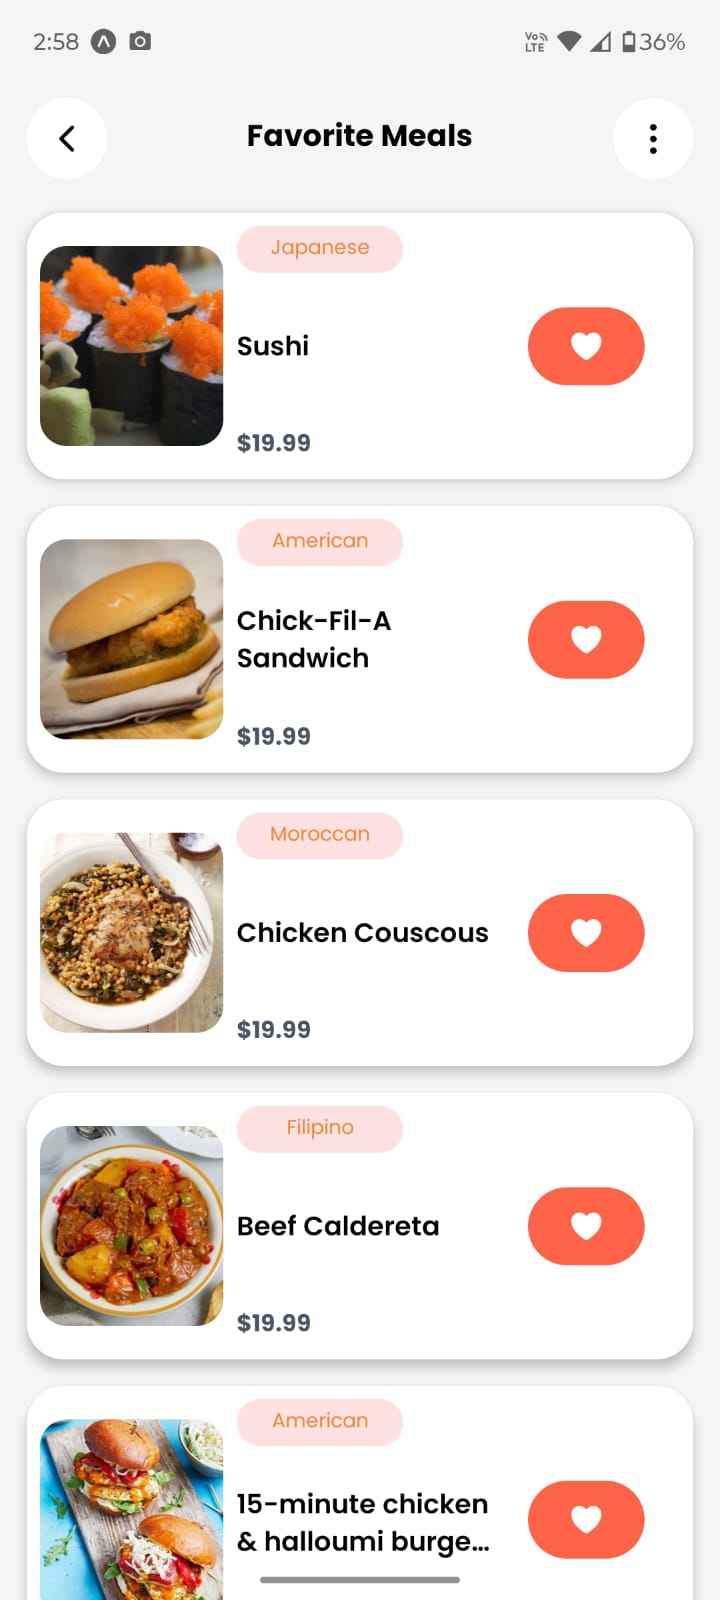 2:58
Vo))
LTE
36%
Favorite Meals
Japanese
Sushi
$19.99
American
Chick-Fil-A
Sandwich
$19.99
Moroccan
Chicken Couscous
$19.99
Filipino
Beef Caldereta
$19.99
American
15-minute chicken
& halloumi burge...